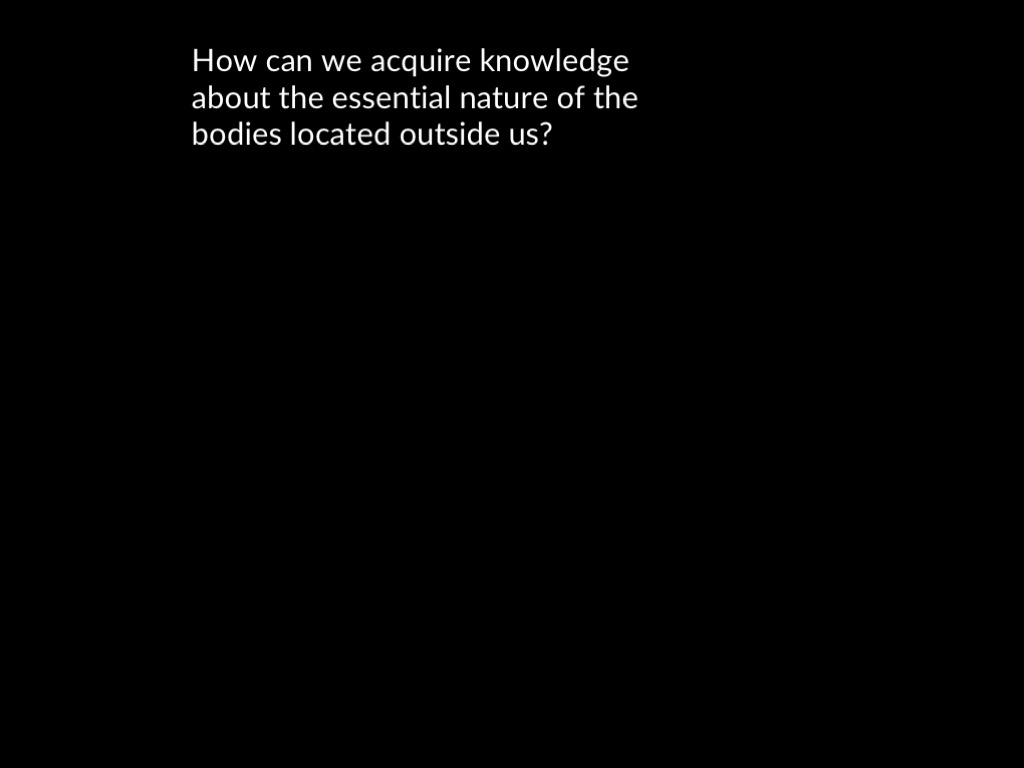 How can we acquire knowledge
about the essential nature of the
bodies located outside us?